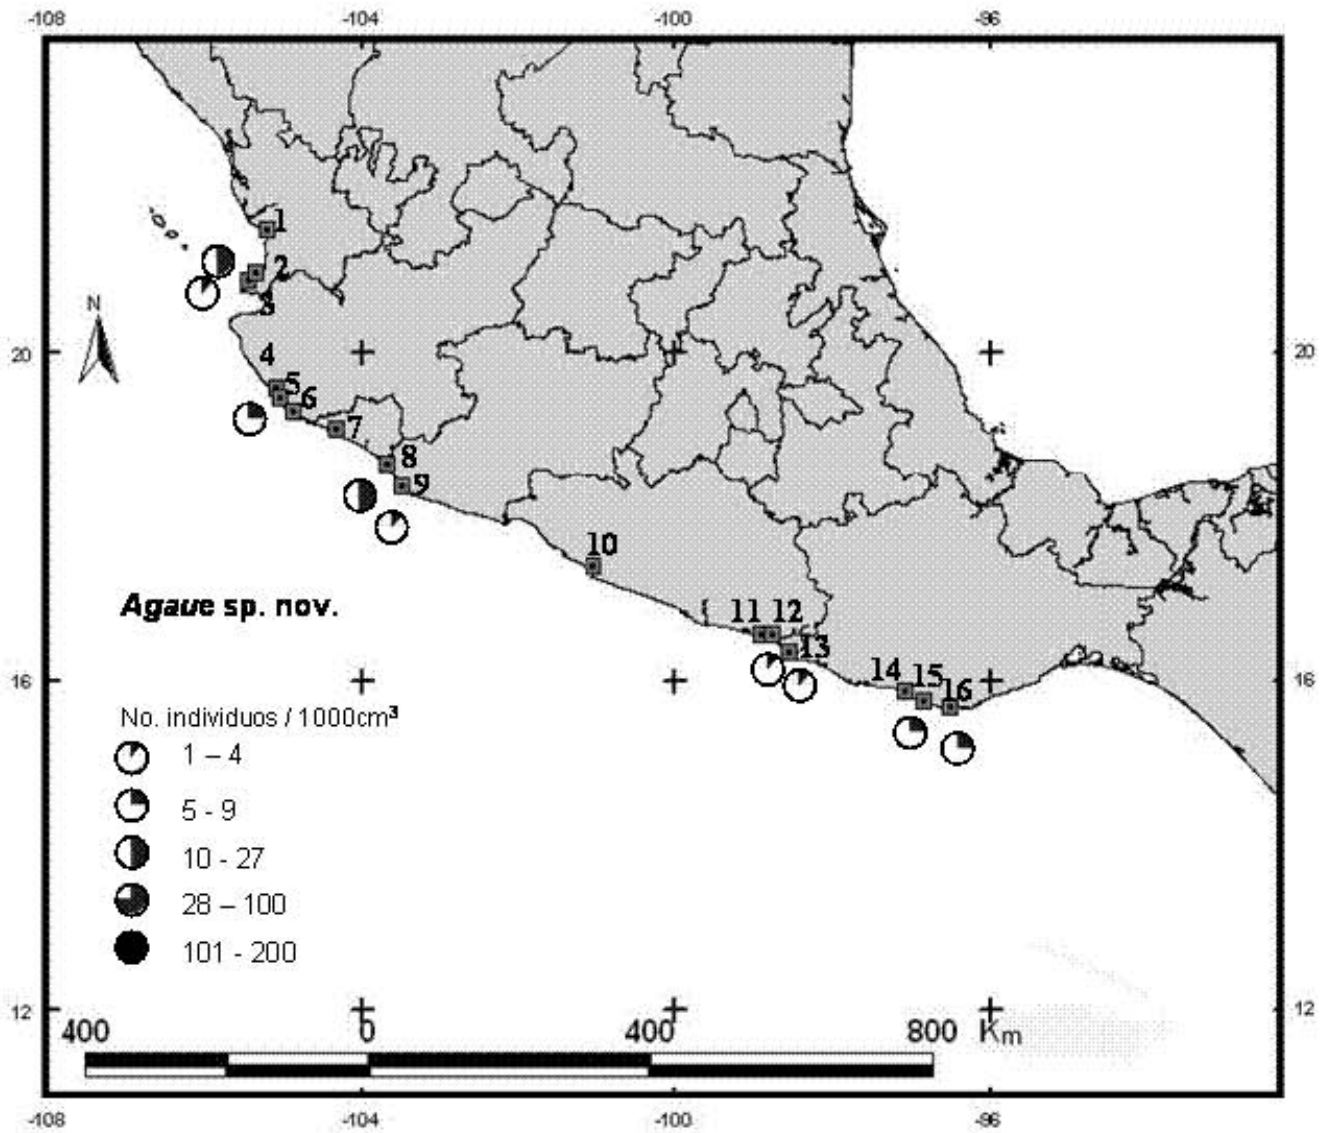 -108 -104 -100 -96
1
2
3
N
4
20 20
5
6
7
8
9
10
Agaue sp. nov.
11 12
13
16 14 15 16 16
No. individuos / 1000cm³
1 – 4
5 - 9
10 - 27
28 – 100
101 - 200
12 12
400 0 400 800 Km
-108 -104 -100 -96